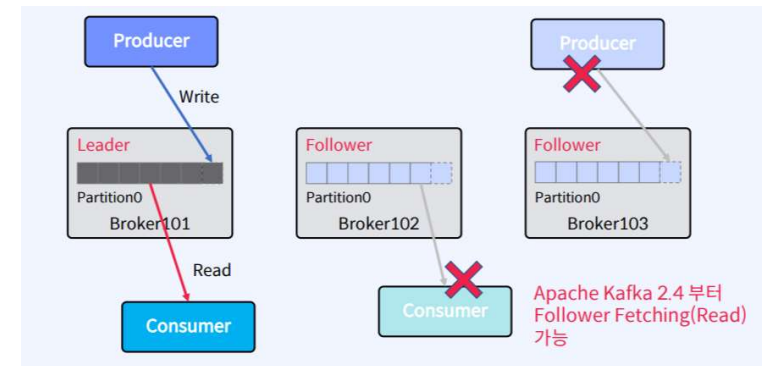 Producer
Producer
Write
Leader
Follower
Follower
Partition0
Partition0
Partition0
Broker101
Broker102
Broker103
Read
Consumer
Consumer
Apache Kafka 2.4 부터
Follower Fetching(Read)
가능